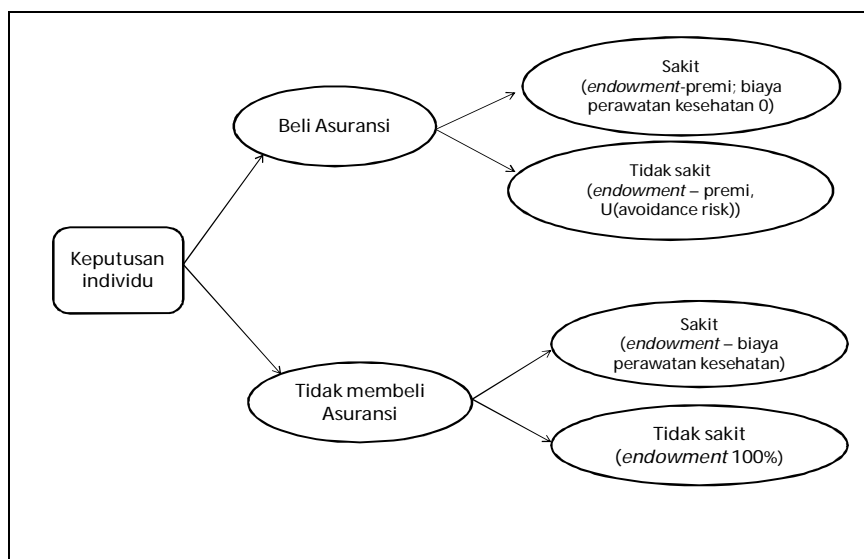 Sakit
(endowment-premi; biaya
perawatan kesehatan 0)
Beli Asuransi
Tidak sakit
(endowment – premi,
U(avoidance risk))
Keputusan
individu
Sakit
(endowment – biaya
perawatan kesehatan)
Tidak membeli
Asuransi
Tidak sakit
(endowment 100%)